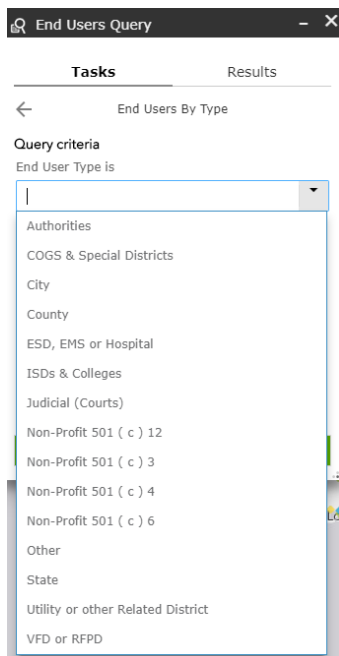 End Users Query
Tasks Results
End Users By Type
Query criteria
End User Type is
Authorities
COGS & Special Districts
City
County
ESD, EMS or Hospital
ISDs & Colleges
Judicial (Courts)
Non-Profit 501 ( c ) 12
Non-Profit 501 ( c ) 3
Non-Profit 501 ( c ) 4
Non-Profit 501 ( c ) 6
Other
State
Utility or other Related District
VFD or RFPD